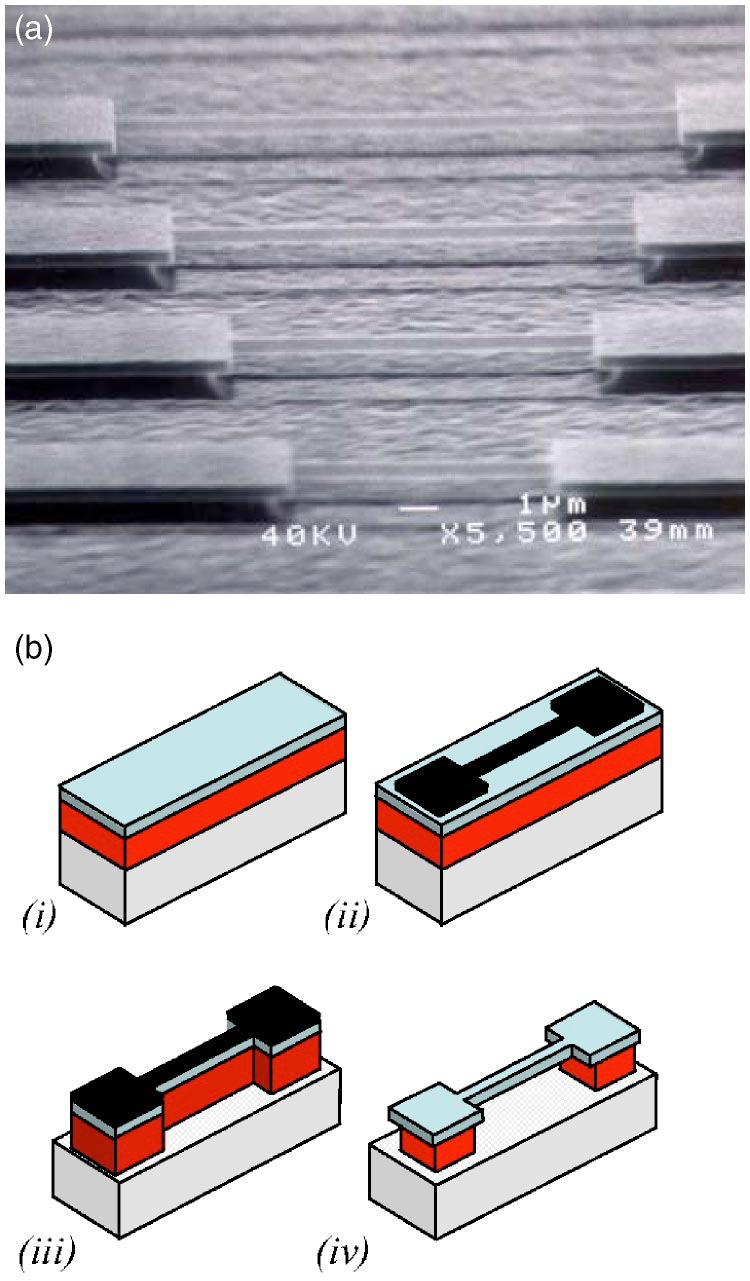 (a)
1μm
40KV X5,500 39mm
(b)
(i) (ii)
(iii) (iv)